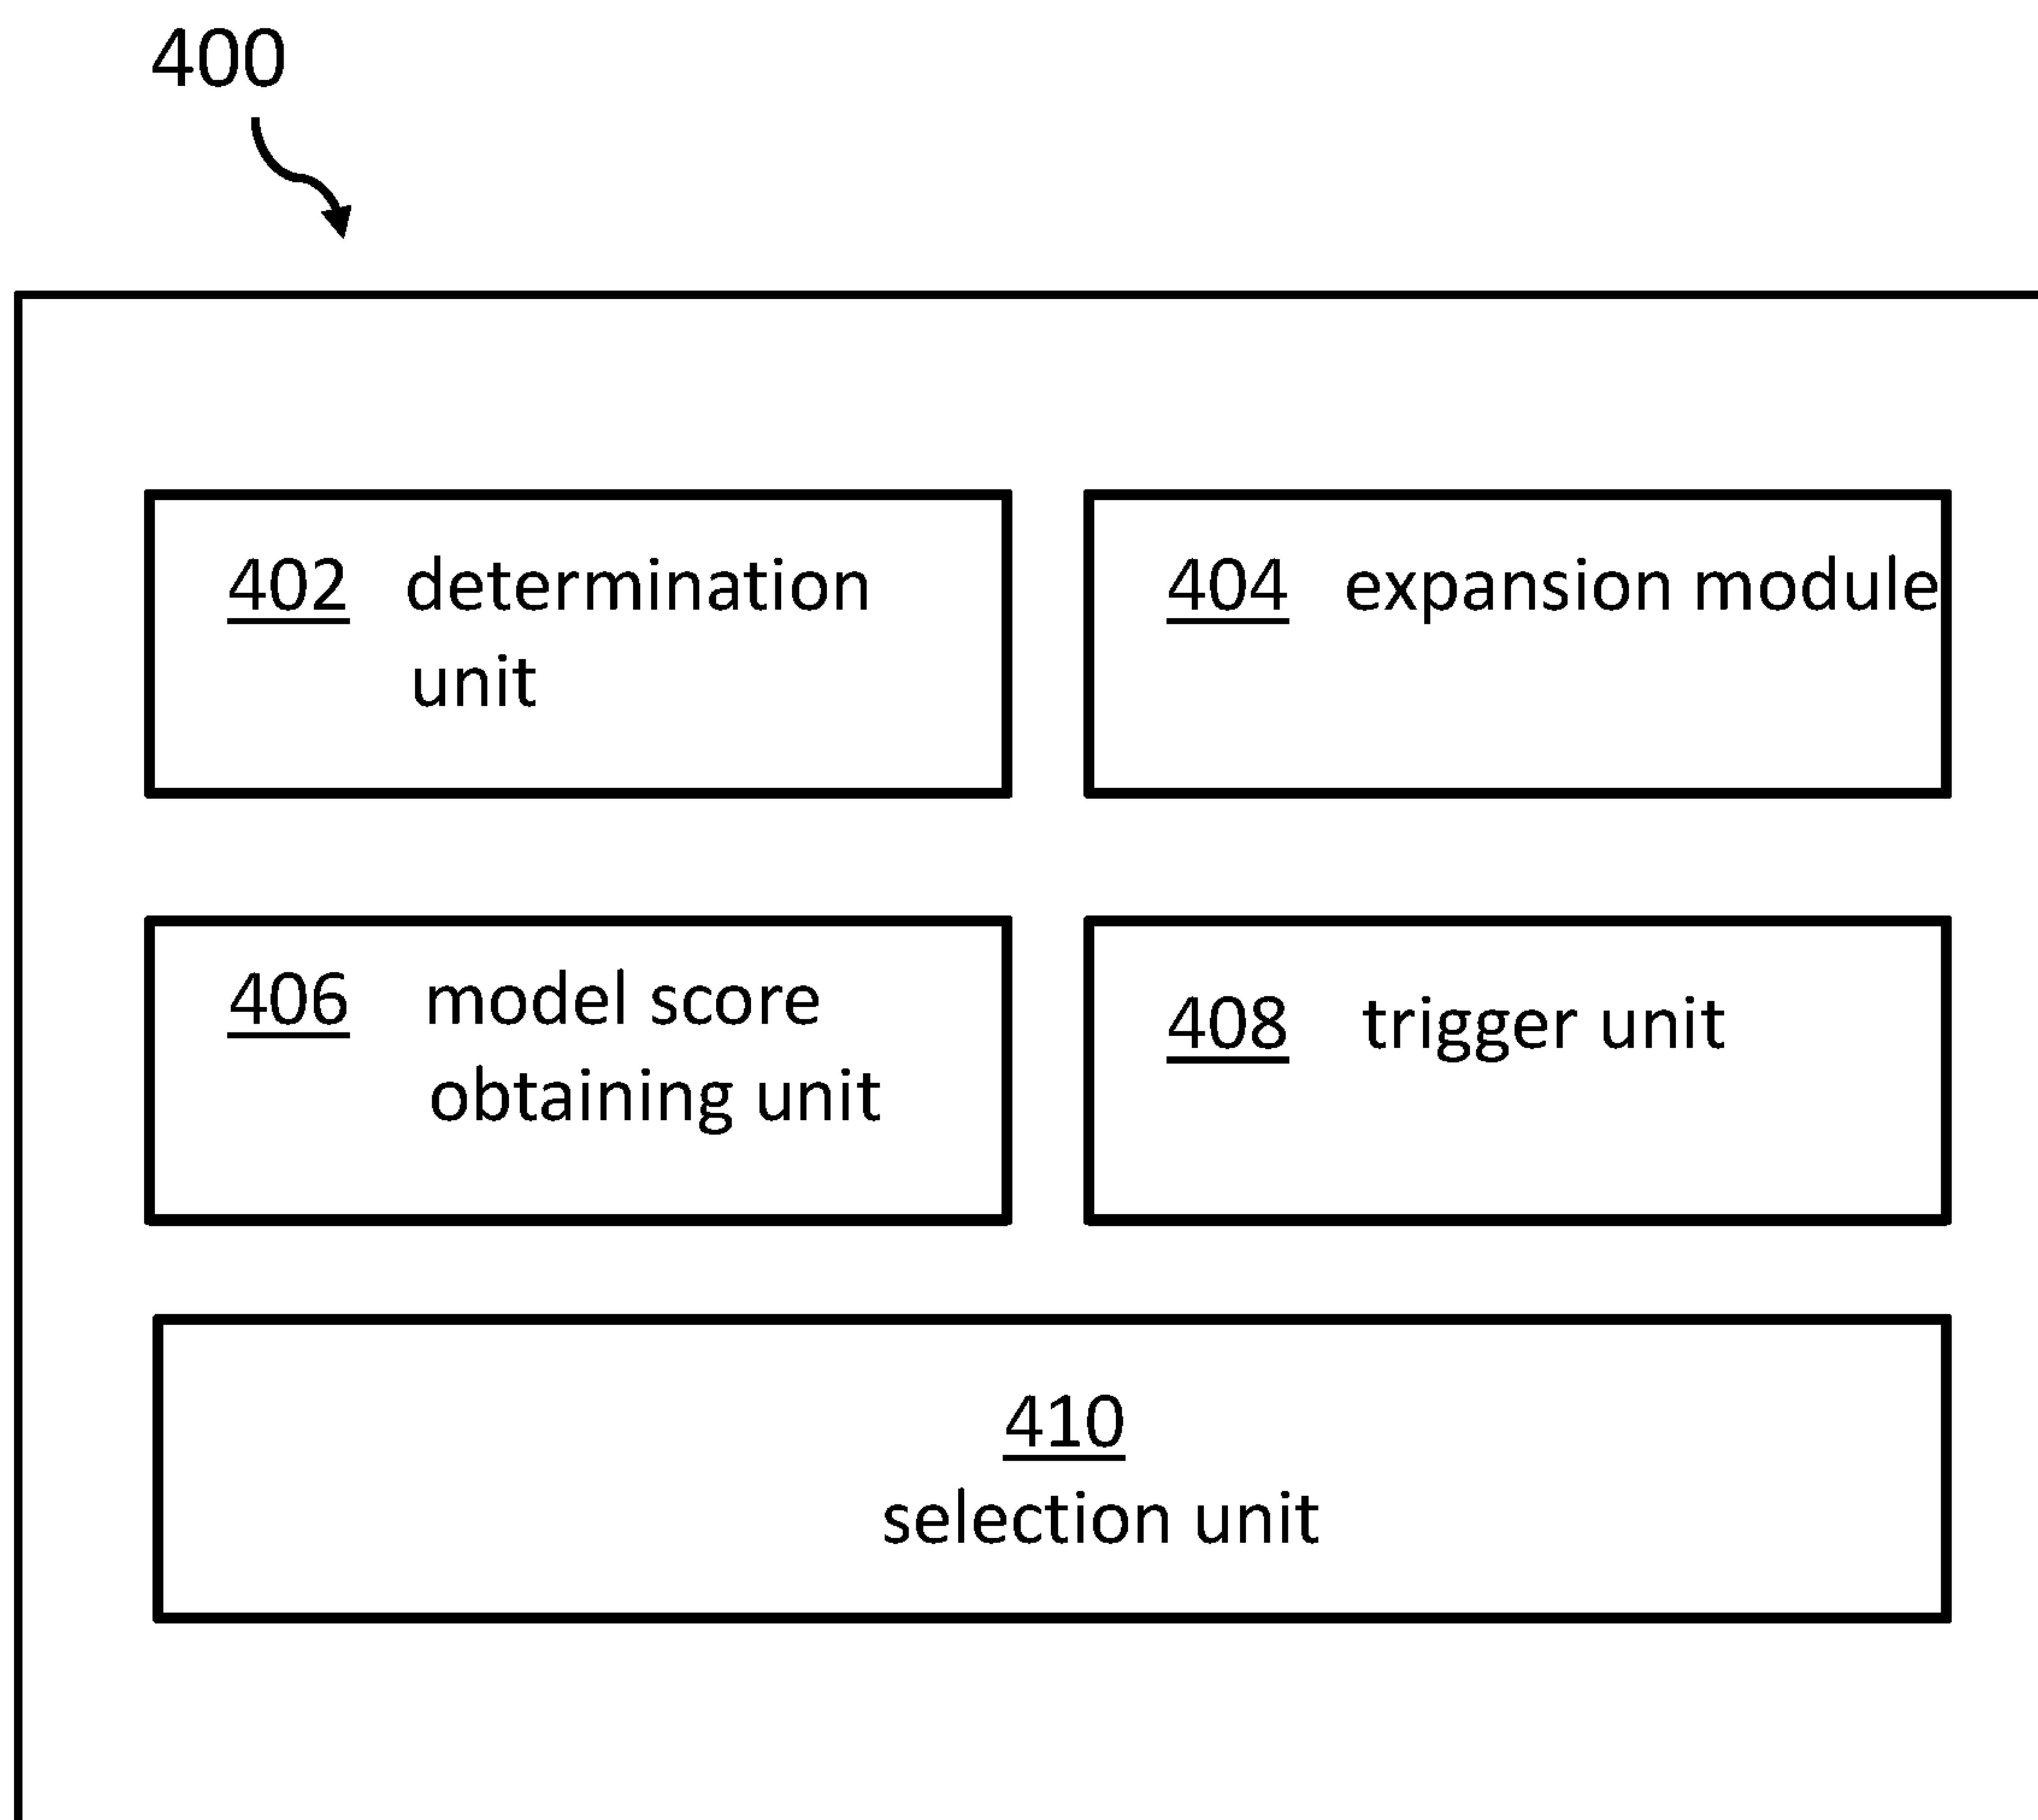 400
402 determination
unit
404 expansion module
406 model score
obtaining unit
408 trigger unit
410
selection unit